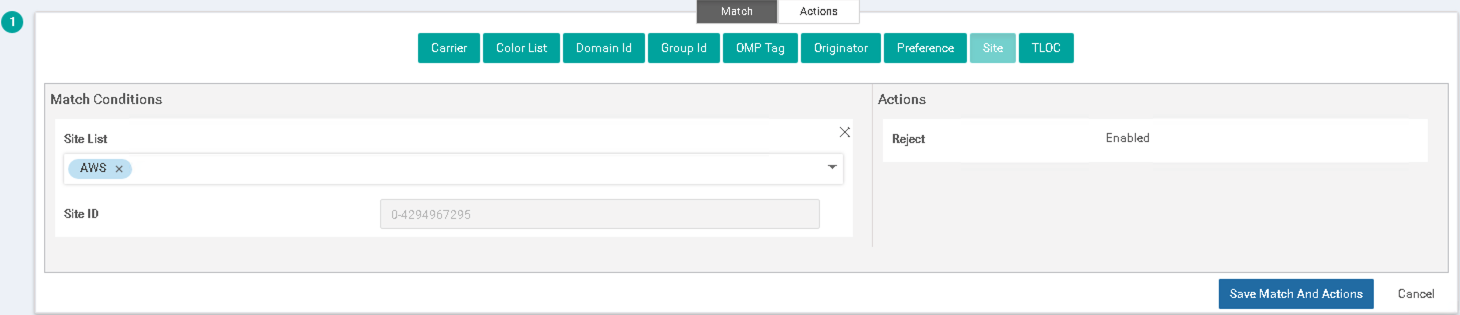 Match Actions
1
Carrier Color List Domain Id Group Id OMP Tag Originator Preference Site TLOC
Match Conditions
Site List
AWS ×
Site ID 0-4294967295
Actions
Reject Enabled
Save Match And Actions Cancel